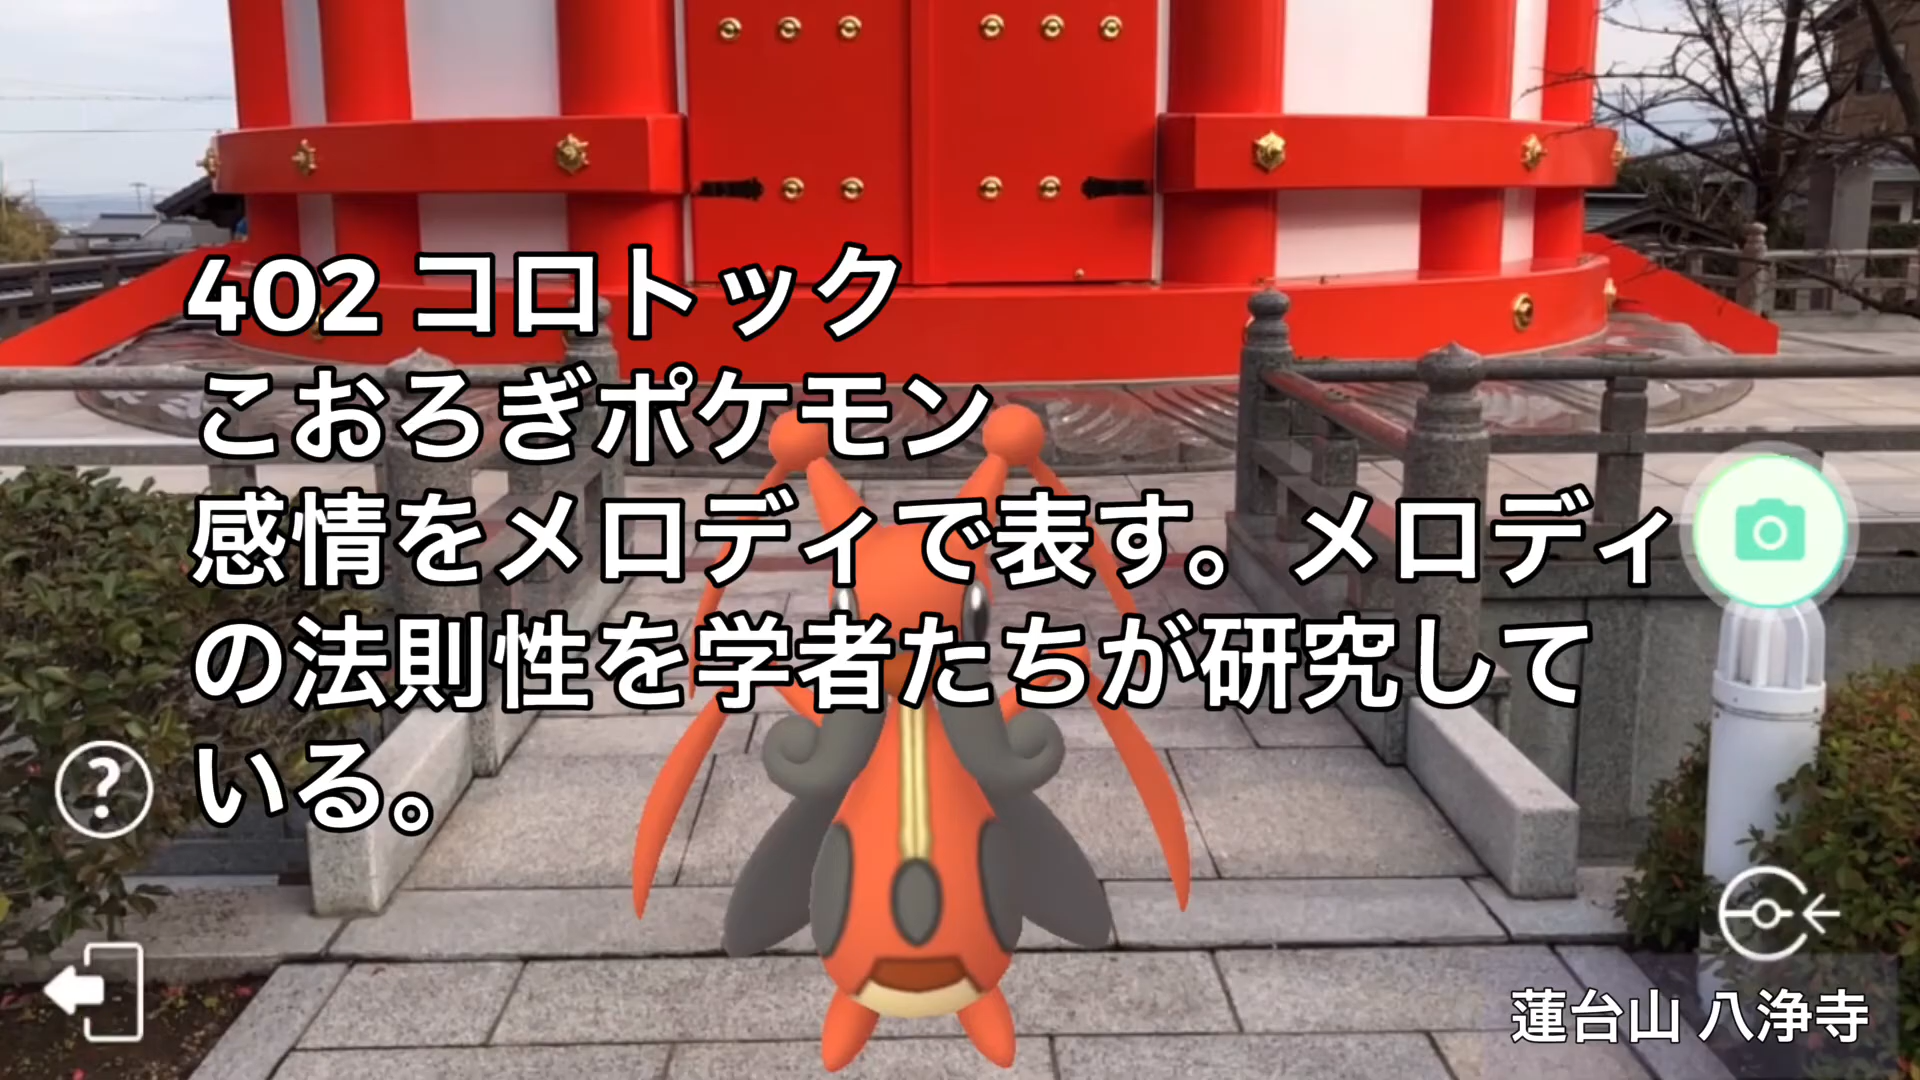 402 コロトック
こおろぎポケモン
感情をメロディで表す。メロディ
の法則性を学者たちが研究して
いる。
?
蓮台山 八浄寺